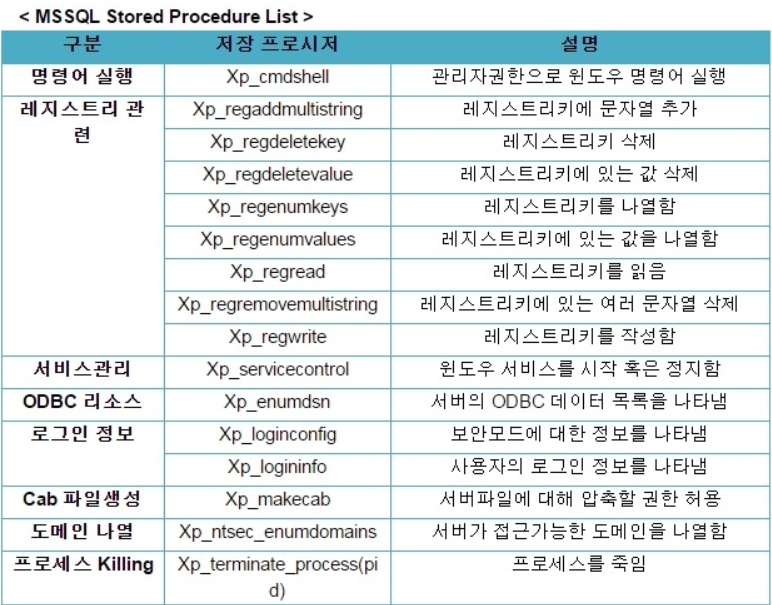 < MSSQL Stored Procedure List >
구분 저장 프로시저 설명
명령어 실행 Xp_cmdshell 관리자권한으로 윈도우 명령어 실행
레지스트리 관련 Xp_regaddmultistring 레지스트리키에 문자열 추가
Xp_regdeletekey 레지스트리키 삭제
Xp_regdeletevalue 레지스트리키에 있는 값 삭제
Xp_regenumkeys 레지스트리키를 나열함
Xp_regenumvalues 레지스트리키에 있는 값을 나열함
Xp_regread 레지스트리키를 읽음
Xp_regremovemultistring 레지스트리키에 있는 여러 문자열 삭제
Xp_regwrite 레지스트리키를 작성함
서비스관리 Xp_servicecontrol 윈도우 서비스를 시작 혹은 정지함
ODBC 리소스 Xp_enumdsn 서버의 ODBC 데이터 목록을 나타냄
로그인 정보 Xp_loginconfig 보안모드에 대한 정보를 나타냄
Xp_logininfo 사용자의 로그인 정보를 나타냄
Cab 파일생성 Xp_makecab 서버파일에 대해 압축할 권한 허용
도메인 나열 Xp_ntsec_enumdomains 서버가 접근가능한 도메인을 나열함
프로세스 Killing Xp_terminate_process(pid) 프로세스를 죽임